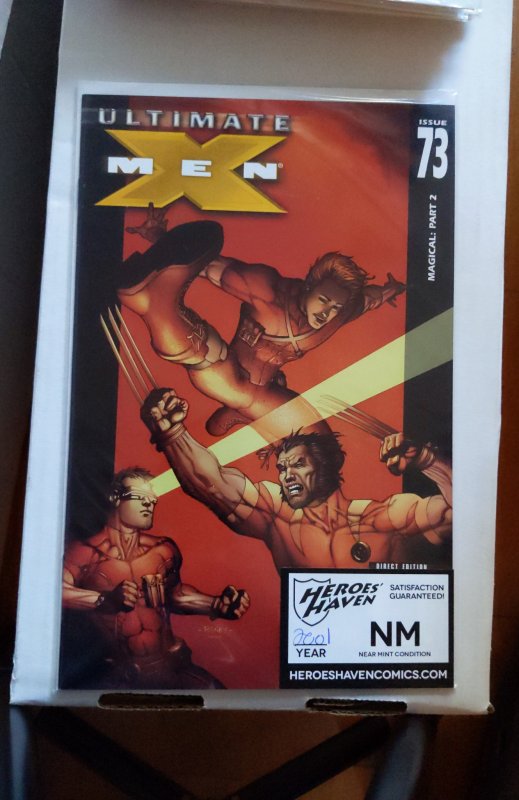 ULTIMATE
X
MEN®
ISSUE
73
MAGICAL: PART 2
DIRECT EDITION
HEROES'
HAVEN
SATISFACTION
GUARANTEED!
2001
YEAR
NM
NEAR MINT CONDITION
HEROESHAVENCOMICS.COM